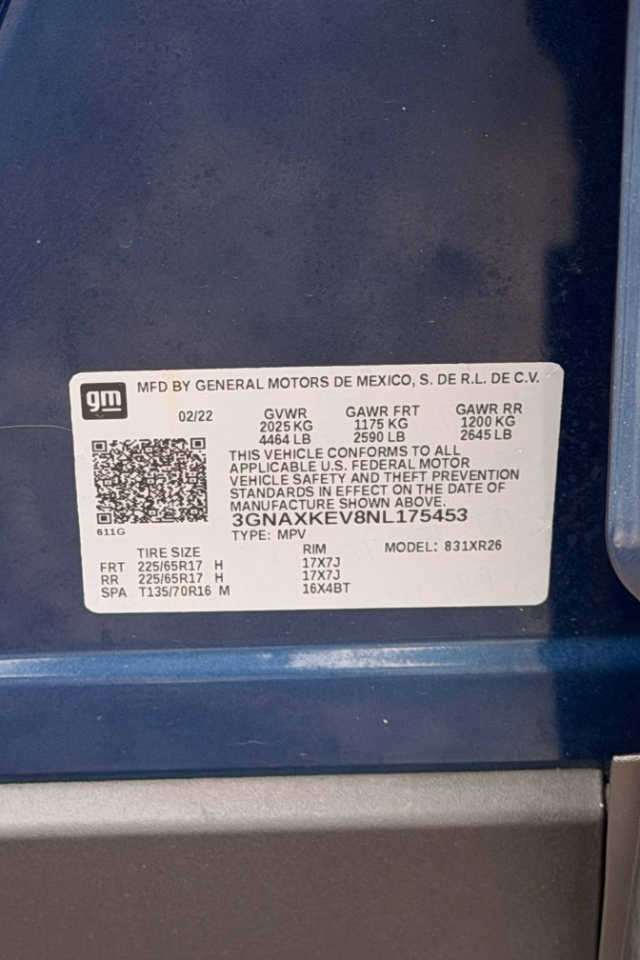 gm MFD BY GENERAL MOTORS DE MEXICO, S. DE R.L. DE C.V.
02/22 GVWR GAWR FRT GAWR RR
2025 KG 1175 KG 1200 KG
4464 LB 2590 LB 2645 LB
THIS VEHICLE CONFORMS TO ALL
APPLICABLE U.S. FEDERAL MOTOR
VEHICLE SAFETY AND THEFT PREVENTION
STANDARDS IN EFFECT ON THE DATE OF
MANUFACTURE SHOWN ABOVE.
3GNAXKEV8NL175453
611G
TYPE: MPV
TIRE SIZE RIM MODEL: 831XR26
FRT 225/65R17 H 17X7J
RR 225/65R17 H 17X7J
SPA T135/70R16 M 16X4BT